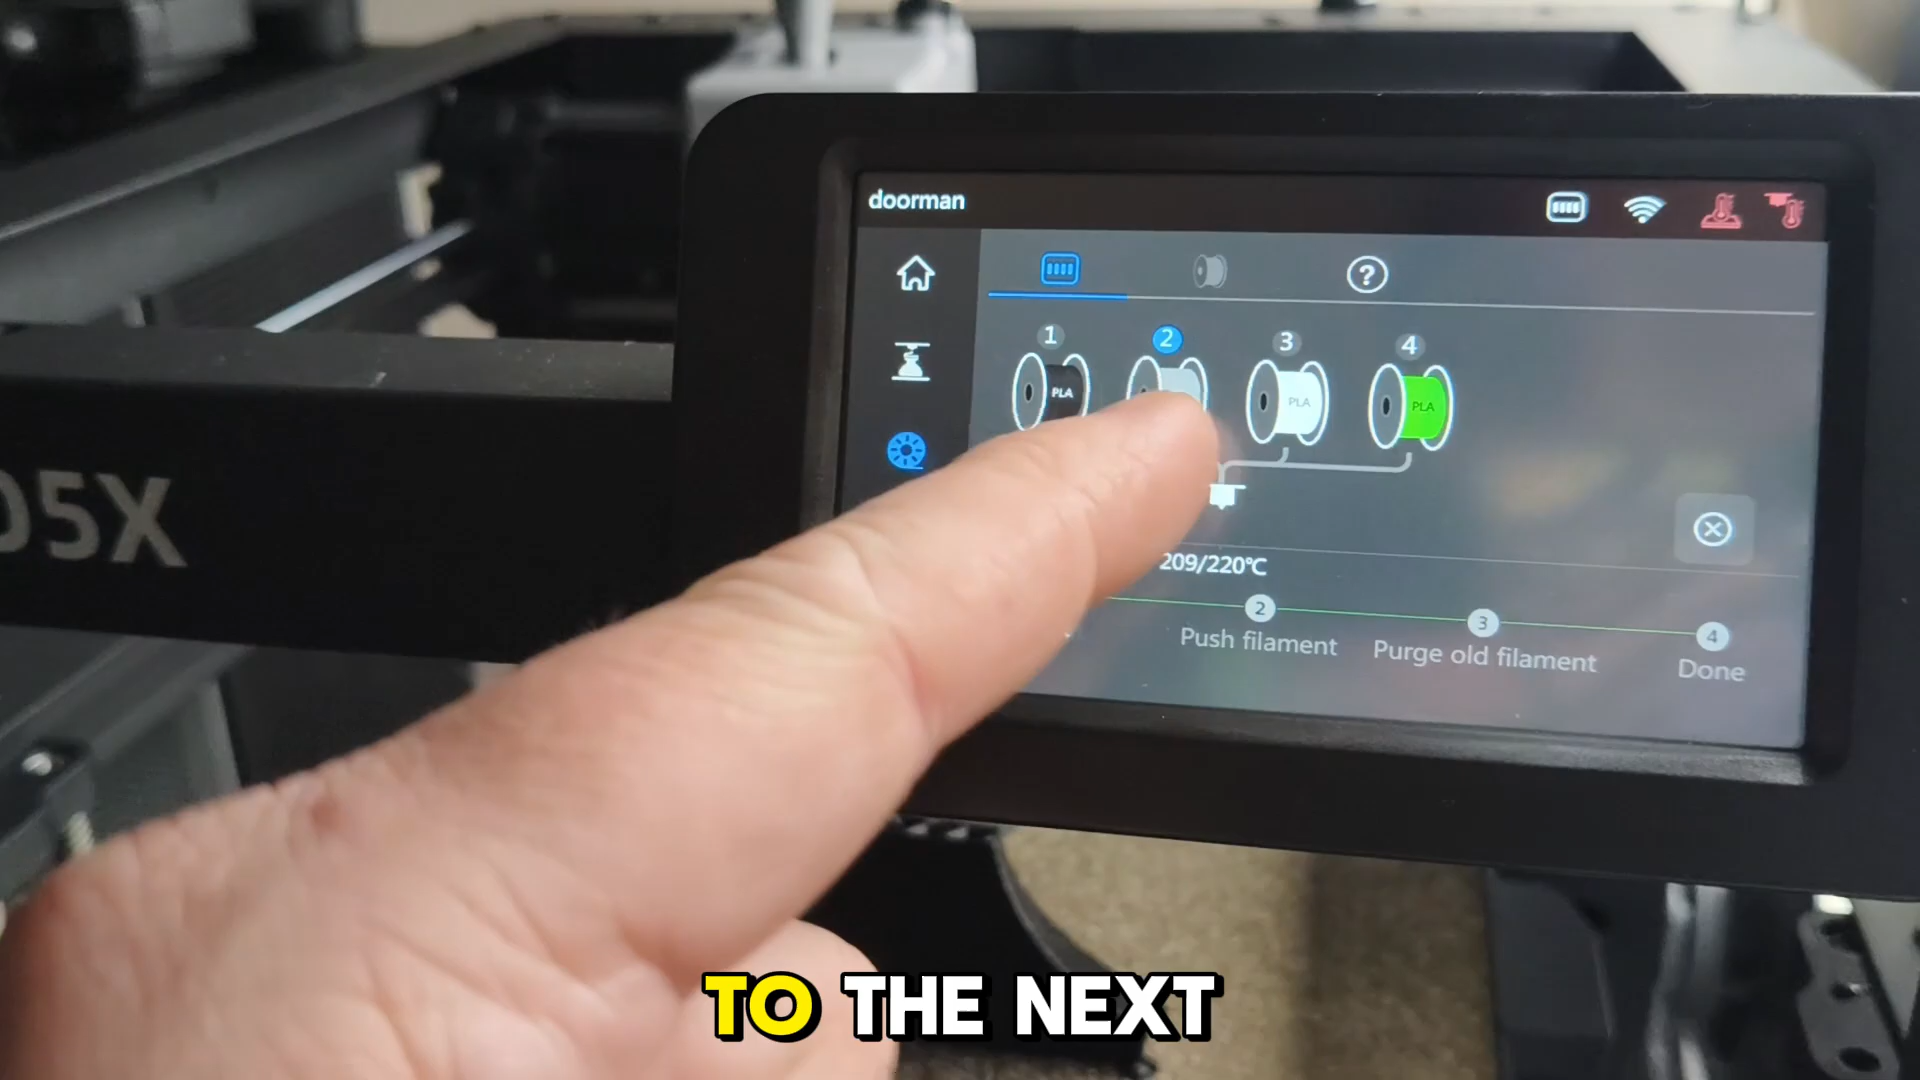 doorman
1 2 3 4
PLA PLA PLA
D5X
209/220℃
2 3 4
Push filament Purge old filament Done
TO THE NEXT